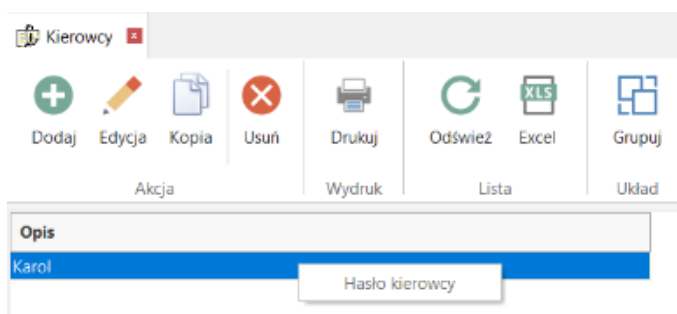 Kierowcy
Dodaj Edycja Kopia Usuń Drukuj Odśwież XLS Excel Grupuj
Akcja Wydruk Lista Układ
Opis
Karol
Hasło kierowcy